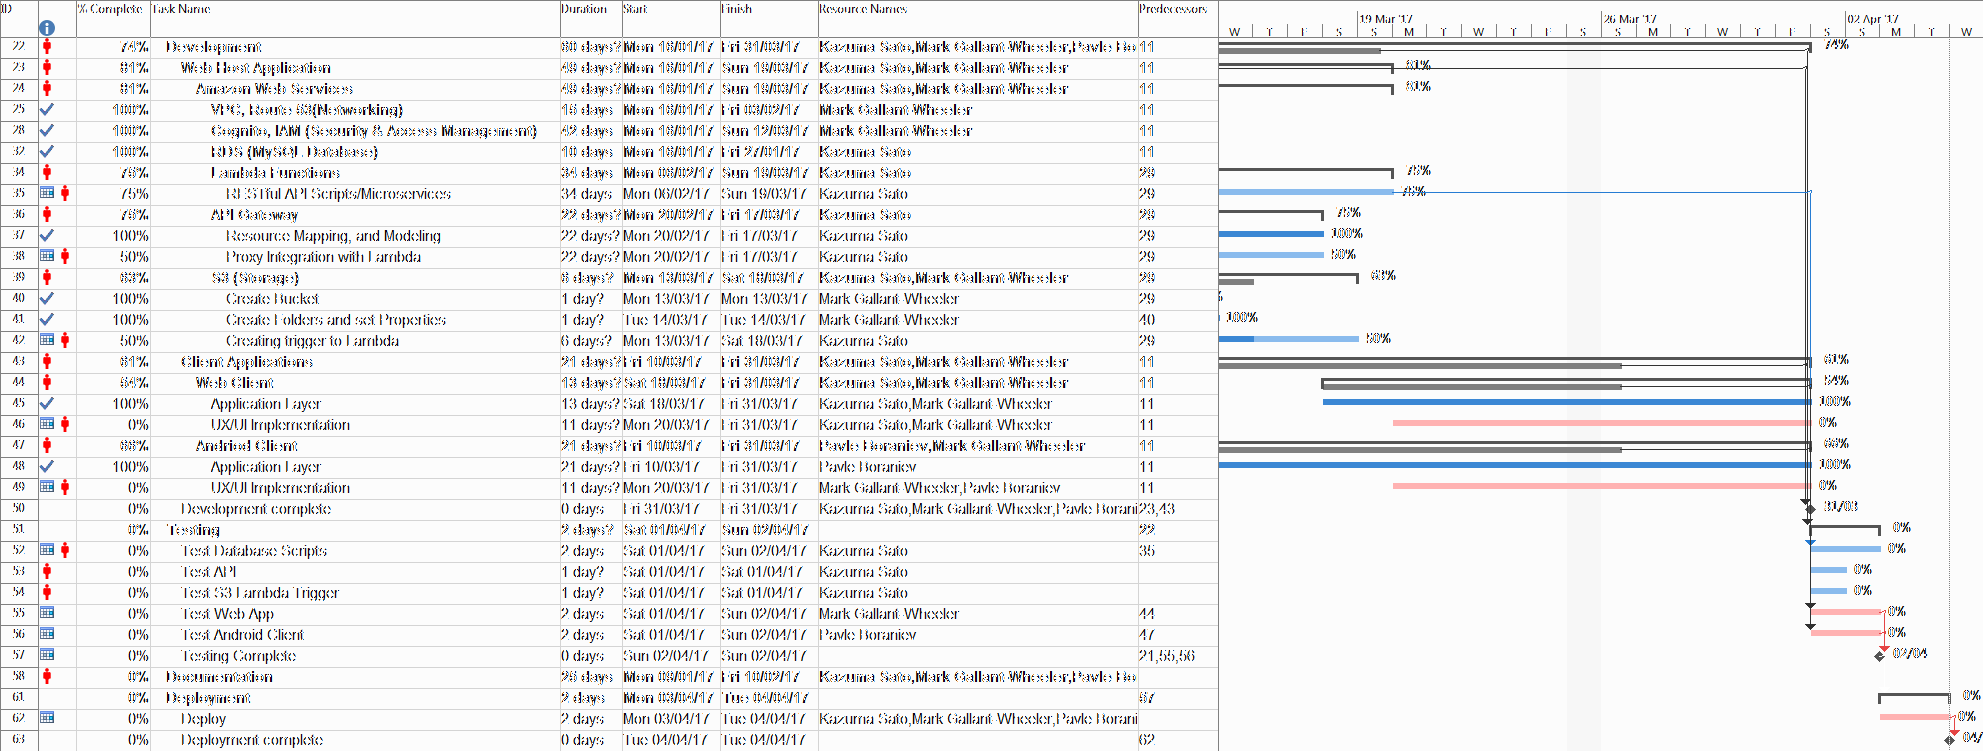 ID % Complete Task Name Duration Start Finish Resource Names Predecessors
19 Mar '17 26 Mar '17 02 Apr '17
W T F S S M T W T F S S M T W T F S S M T W
22 74% Development 60 days? Mon 16/01/17 Fri 31/03/17 Kazuma Sato,Mark Gallant-Wheeler,Pavle Bo 11 74%
23 81% Web Host Application 49 days? Mon 16/01/17 Sun 19/03/17 Kazuma Sato,Mark Gallant-Wheeler 11 81%
24 81% Amazon Web Services 49 days? Mon 16/01/17 Sun 19/03/17 Kazuma Sato,Mark Gallant-Wheeler 11 81%
25 100% VPC, Route 53(Networking) 15 days Mon 16/01/17 Fri 03/02/17 Mark Gallant-Wheeler 11
28 100% Cognito, IAM (Security & Access Management) 42 days Mon 16/01/17 Sun 12/03/17 Mark Gallant-Wheeler 11
32 100% RDS (MySQL Database) 10 days Mon 16/01/17 Fri 27/01/17 Kazuma Sato 11
34 75% Lambda Functions 34 days Mon 06/02/17 Sun 19/03/17 Kazuma Sato 29 75%
35 75% RESTful API Scripts/Microservices 34 days Mon 06/02/17 Sun 19/03/17 Kazuma Sato 29 75%
36 75% API Gateway 22 days? Mon 20/02/17 Fri 17/03/17 Kazuma Sato 29 75%
37 100% Resource Mapping, and Modeling 22 days? Mon 20/02/17 Fri 17/03/17 Kazuma Sato 29 100%
38 50% Proxy Integration with Lambda 22 days? Mon 20/02/17 Fri 17/03/17 Kazuma Sato 29 50%
39 63% S3 (Storage) 6 days? Mon 13/03/17 Sat 18/03/17 Kazuma Sato,Mark Gallant-Wheeler 29 63%
40 100% Create Bucket 1 day? Mon 13/03/17 Mon 13/03/17 Mark Gallant-Wheeler 29 %
41 100% Create Folders and set Properties 1 day? Tue 14/03/17 Tue 14/03/17 Mark Gallant-Wheeler 40 100%
42 50% Creating trigger to Lambda 6 days? Mon 13/03/17 Sat 18/03/17 Kazuma Sato 29 50%
43 61% Client Applications 21 days? Fri 10/03/17 Fri 31/03/17 Kazuma Sato,Mark Gallant-Wheeler 11 61%
44 54% Web Client 13 days? Sat 18/03/17 Fri 31/03/17 Kazuma Sato,Mark Gallant-Wheeler 11 54%
45 100% Application Layer 13 days? Sat 18/03/17 Fri 31/03/17 Kazuma Sato,Mark Gallant-Wheeler 11 100%
46 0% UX/UI Implementation 11 days? Mon 20/03/17 Fri 31/03/17 Kazuma Sato,Mark Gallant-Wheeler 11 0%
47 66% Andriod Client 21 days? Fri 10/03/17 Fri 31/03/17 Pavle Boraniev,Mark Gallant-Wheeler 11 66%
48 100% Application Layer 21 days? Fri 10/03/17 Fri 31/03/17 Pavle Boraniev 11 100%
49 0% UX/UI Implementation 11 days? Mon 20/03/17 Fri 31/03/17 Mark Gallant-Wheeler,Pavle Boraniev 11 0%
50 0% Development complete 0 days Fri 31/03/17 Fri 31/03/17 Kazuma Sato,Mark Gallant-Wheeler,Pavle Borani 23,43 31/03
51 0% Testing 2 days? Sat 01/04/17 Sun 02/04/17 22 0%
52 0% Test Database Scripts 2 days Sat 01/04/17 Sun 02/04/17 Kazuma Sato 35 0%
53 0% Test API 1 day? Sat 01/04/17 Sat 01/04/17 Kazuma Sato 0%
54 0% Test S3 Lambda Trigger 1 day? Sat 01/04/17 Sat 01/04/17 Kazuma Sato 0%
55 0% Test Web App 2 days Sat 01/04/17 Sun 02/04/17 Mark Gallant-Wheeler 44 0%
56 0% Test Android Client 2 days Sat 01/04/17 Sun 02/04/17 Pavle Boraniev 47 0%
57 0% Testing Complete 0 days Sun 02/04/17 Sun 02/04/17 21,55,56 02/04
58 0% Documentation 25 days Mon 09/01/17 Fri 10/02/17 Kazuma Sato,Mark Gallant-Wheeler,Pavle Bo
61 0% Deployment 2 days Mon 03/04/17 Tue 04/04/17 57 0%
62 0% Deploy 2 days Mon 03/04/17 Tue 04/04/17 Kazuma Sato,Mark Gallant-Wheeler,Pavle Borani 0%
63 0% Deployment complete 0 days Tue 04/04/17 Tue 04/04/17 62 04/